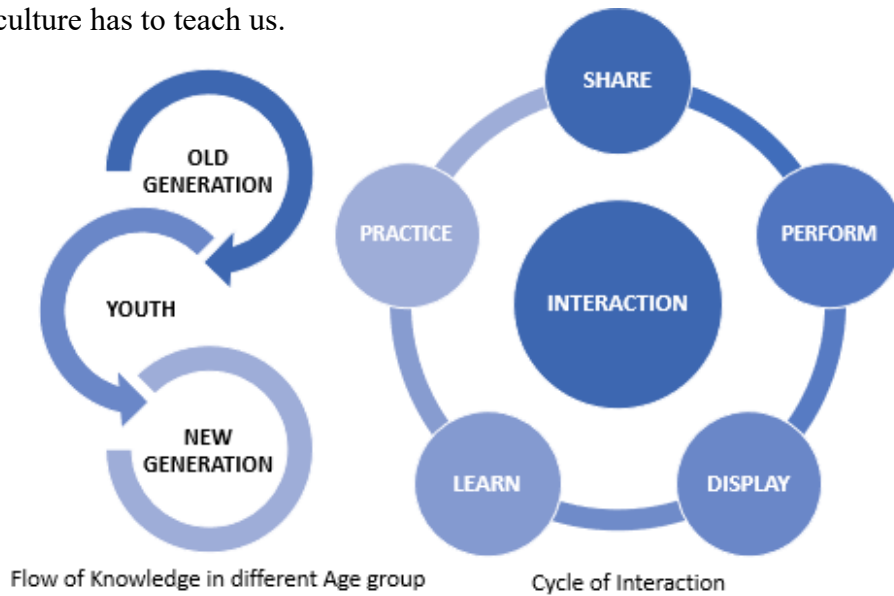 culture has to teach us.
OLD
GENERATION
YOUTH
NEW
GENERATION
Flow of Knowledge in different Age group
SHARE
PRACTICE
PERFORM
INTERACTION
LEARN
DISPLAY
Cycle of Interaction